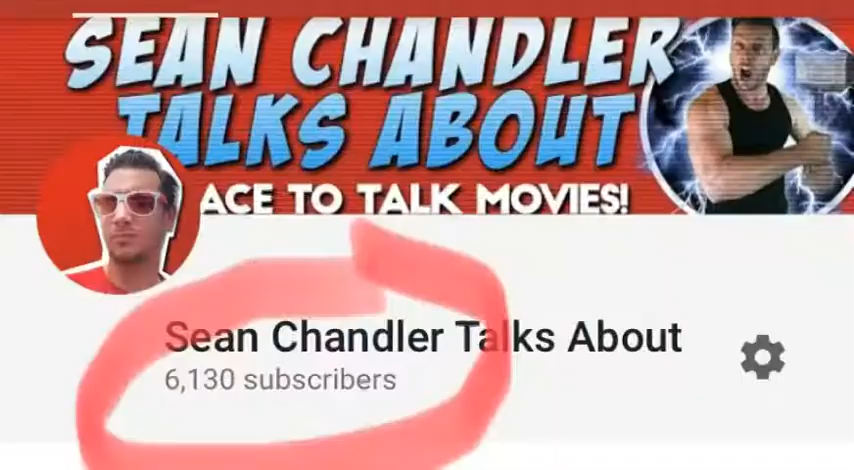 SEAN CHANDLER
TALKS ABOUT
ACE TO TALK MOVIES!
Sean Chandler Talks About
6,130 subscribers